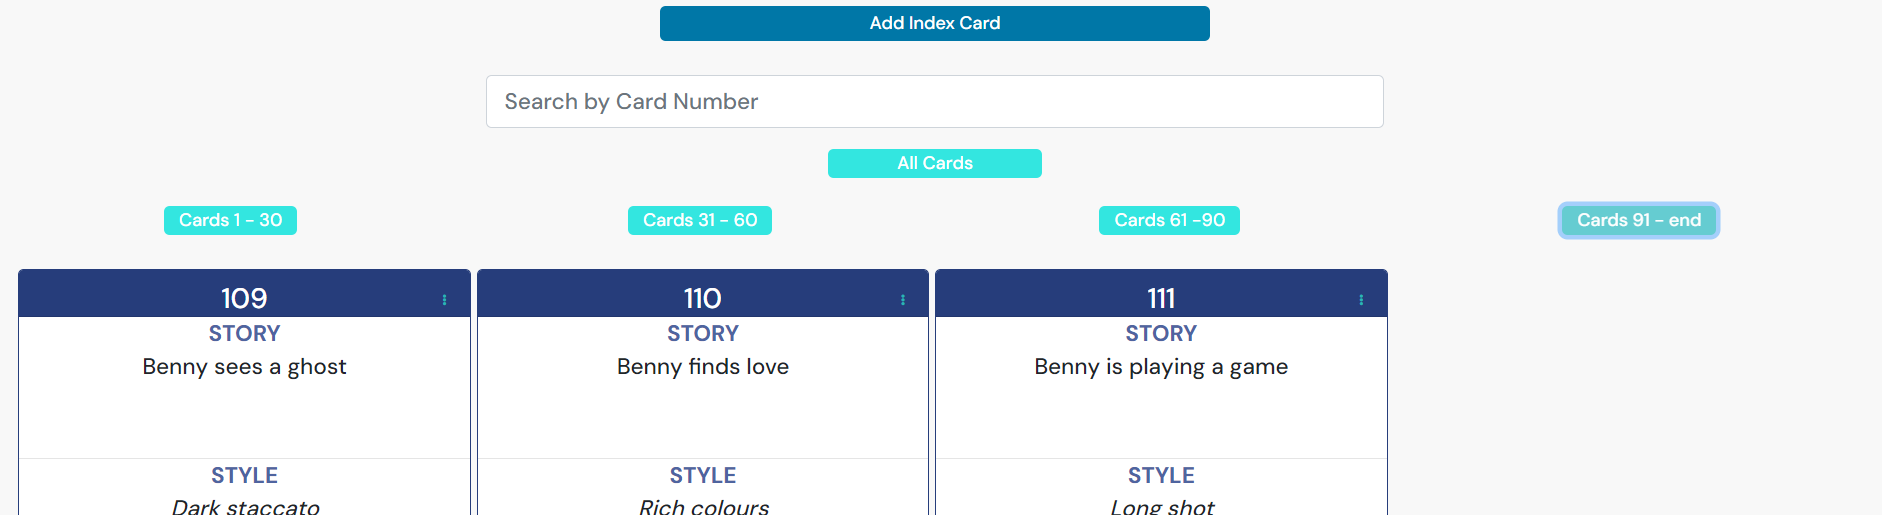 Add Index Card
Search by Card Number
All Cards
Cards 1 - 30
Cards 31 - 60
Cards 61 -90
Cards 91 - end
109
STORY
Benny sees a ghost
STYLE
Dark staccato
110
STORY
Benny finds love
STYLE
Rich colours
111
STORY
Benny is playing a game
STYLE
Long shot